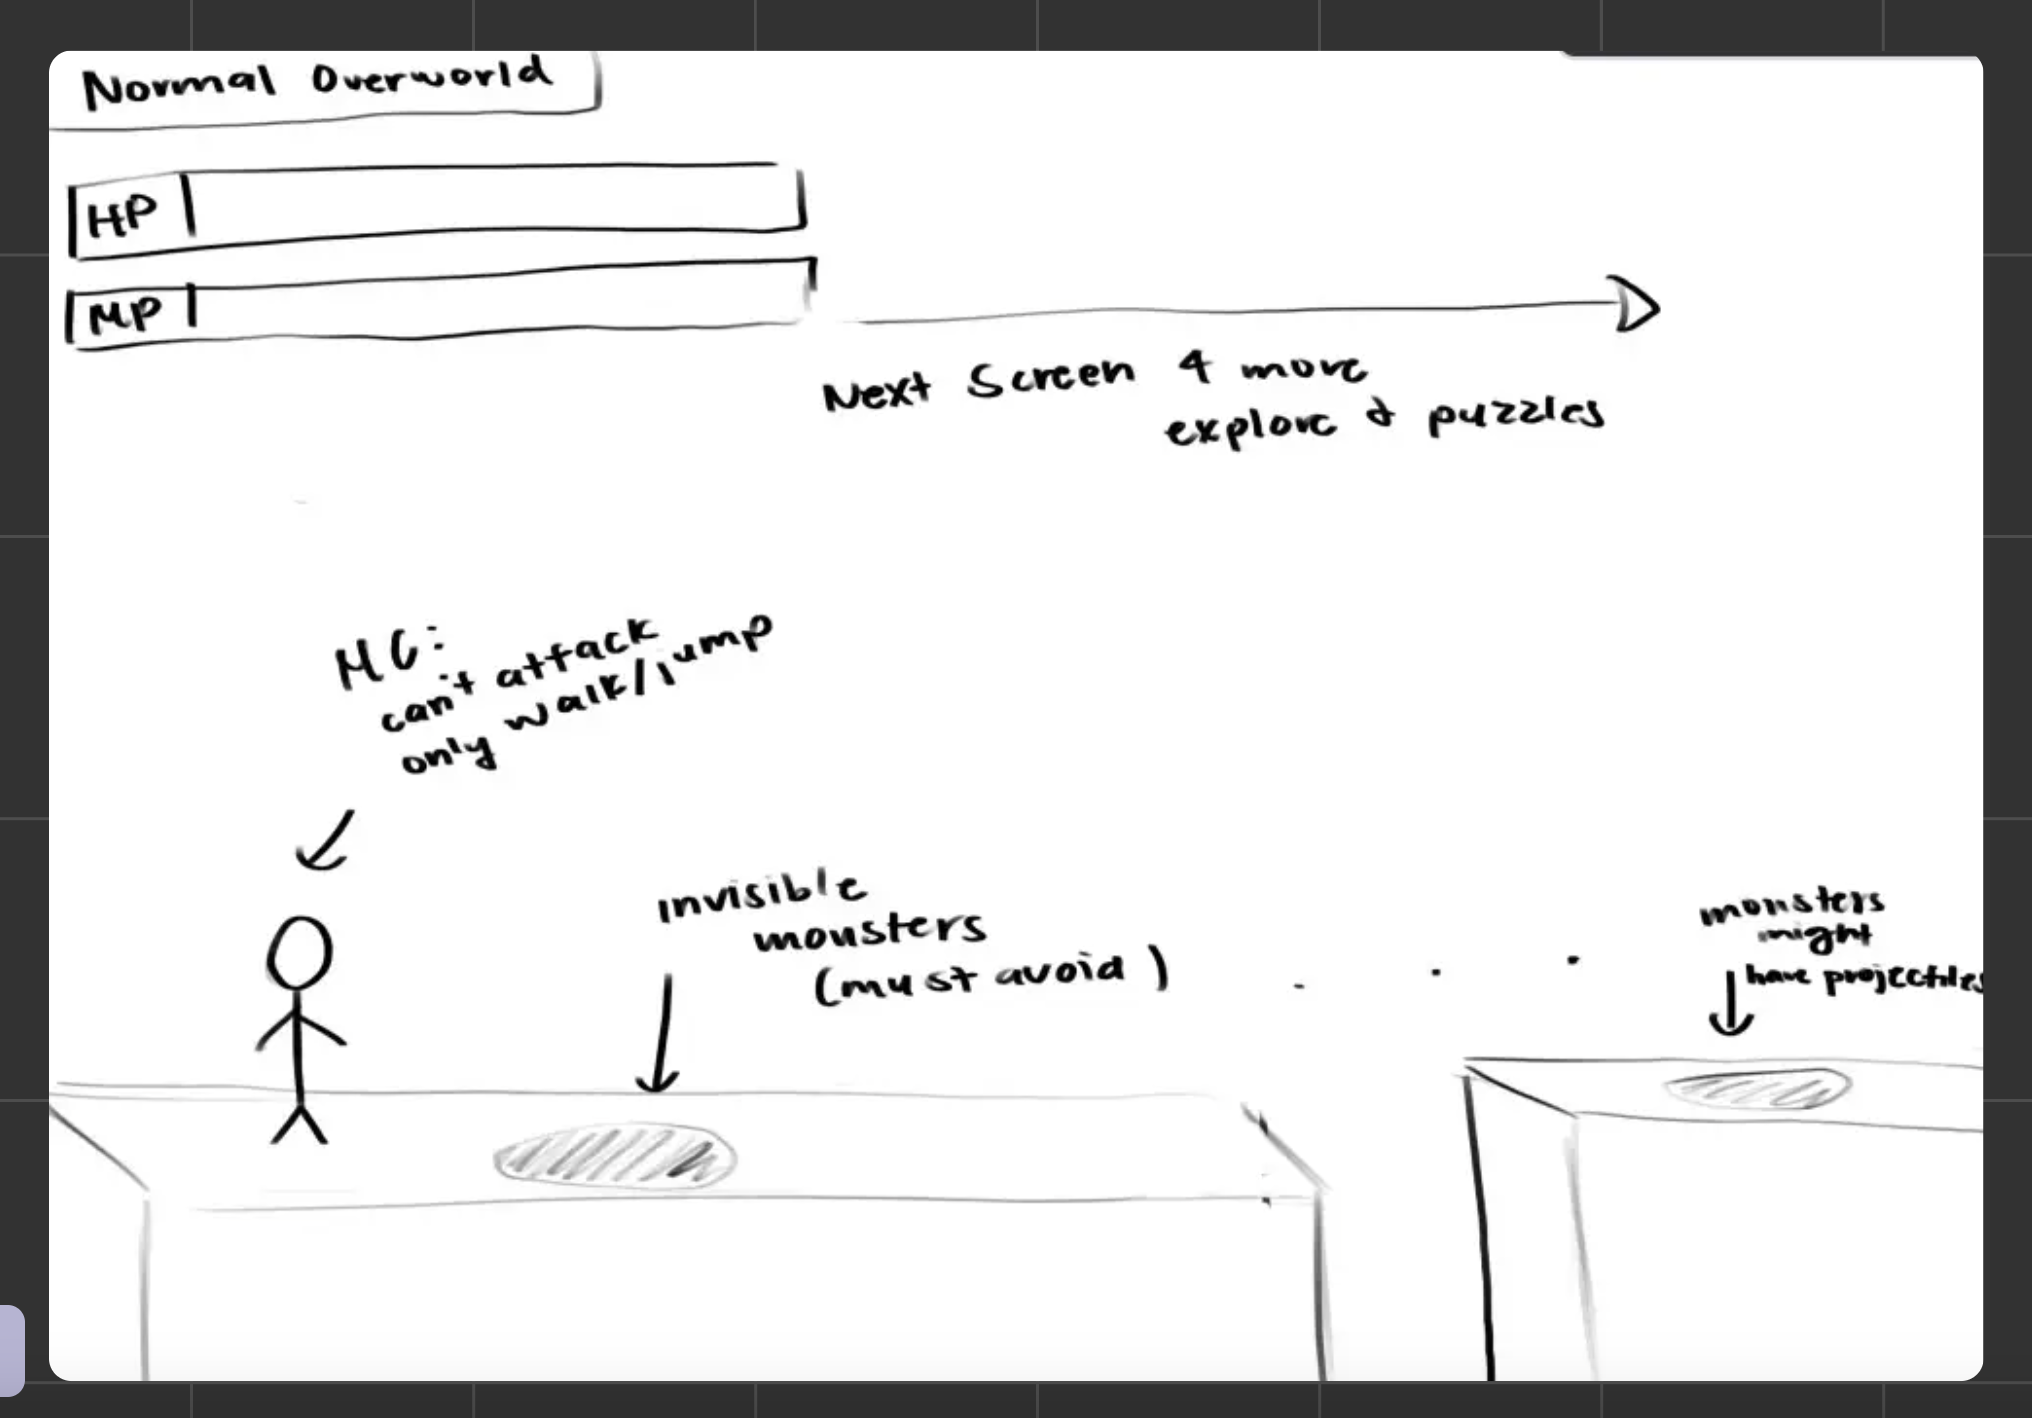 Normal Overworld
HP
MP
Next Screen 4 more
explore & puzzles
MC:
can't attack
only walk/jump
invisible
monsters
(must avoid)
monsters
might
have projectiles